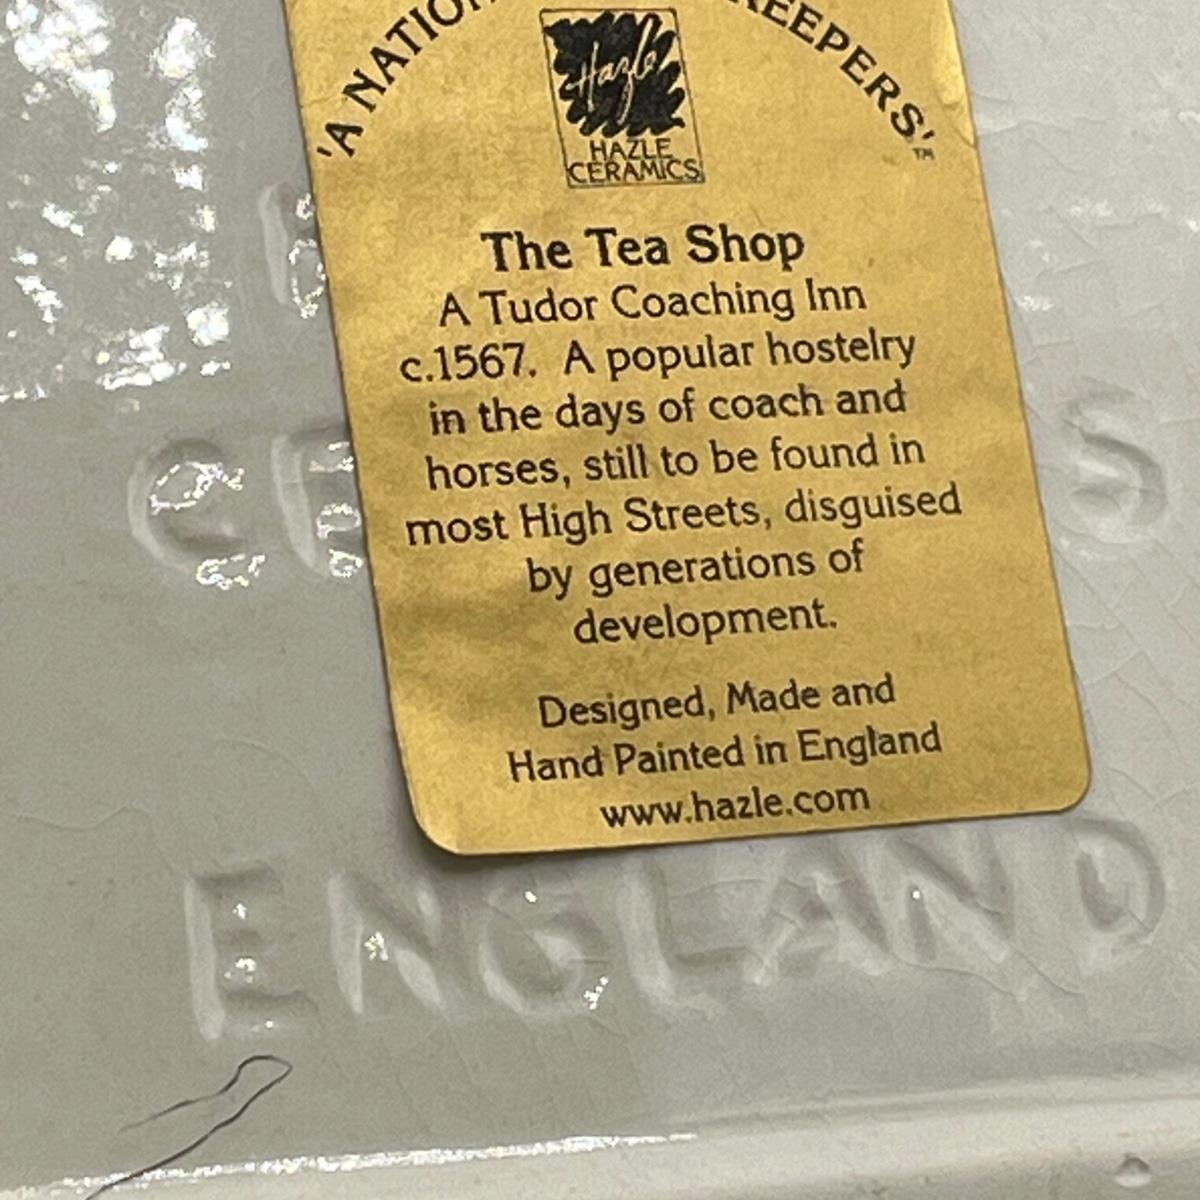 'A NATION KEEPERS'™
Hazle
HAZLE
CERAMICS
The Tea Shop
A Tudor Coaching Inn
c.1567. A popular hostelry
in the days of coach and
horses, still to be found in
most High Streets, disguised
by generations of
development.
Designed, Made and
Hand Painted in England
www.hazle.com
ENGLAND